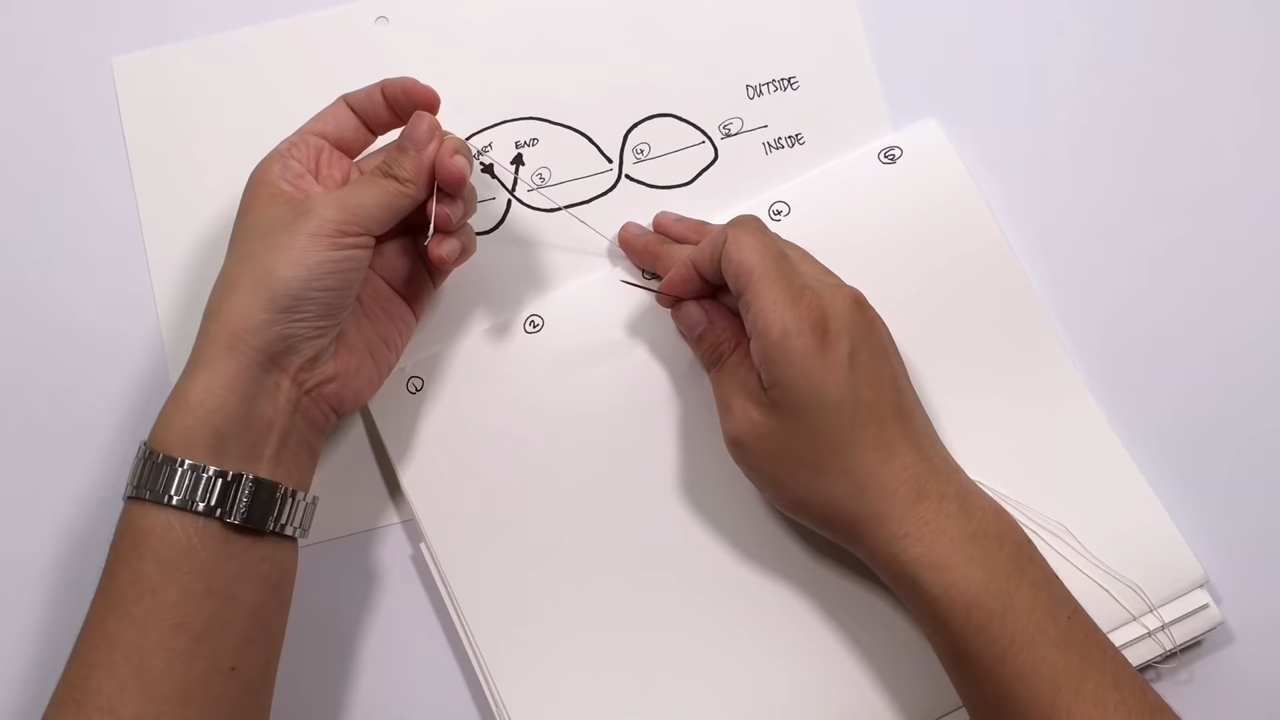 OUTSIDE
END
⑤
INSIDE
④
③
⑤
④
②
①